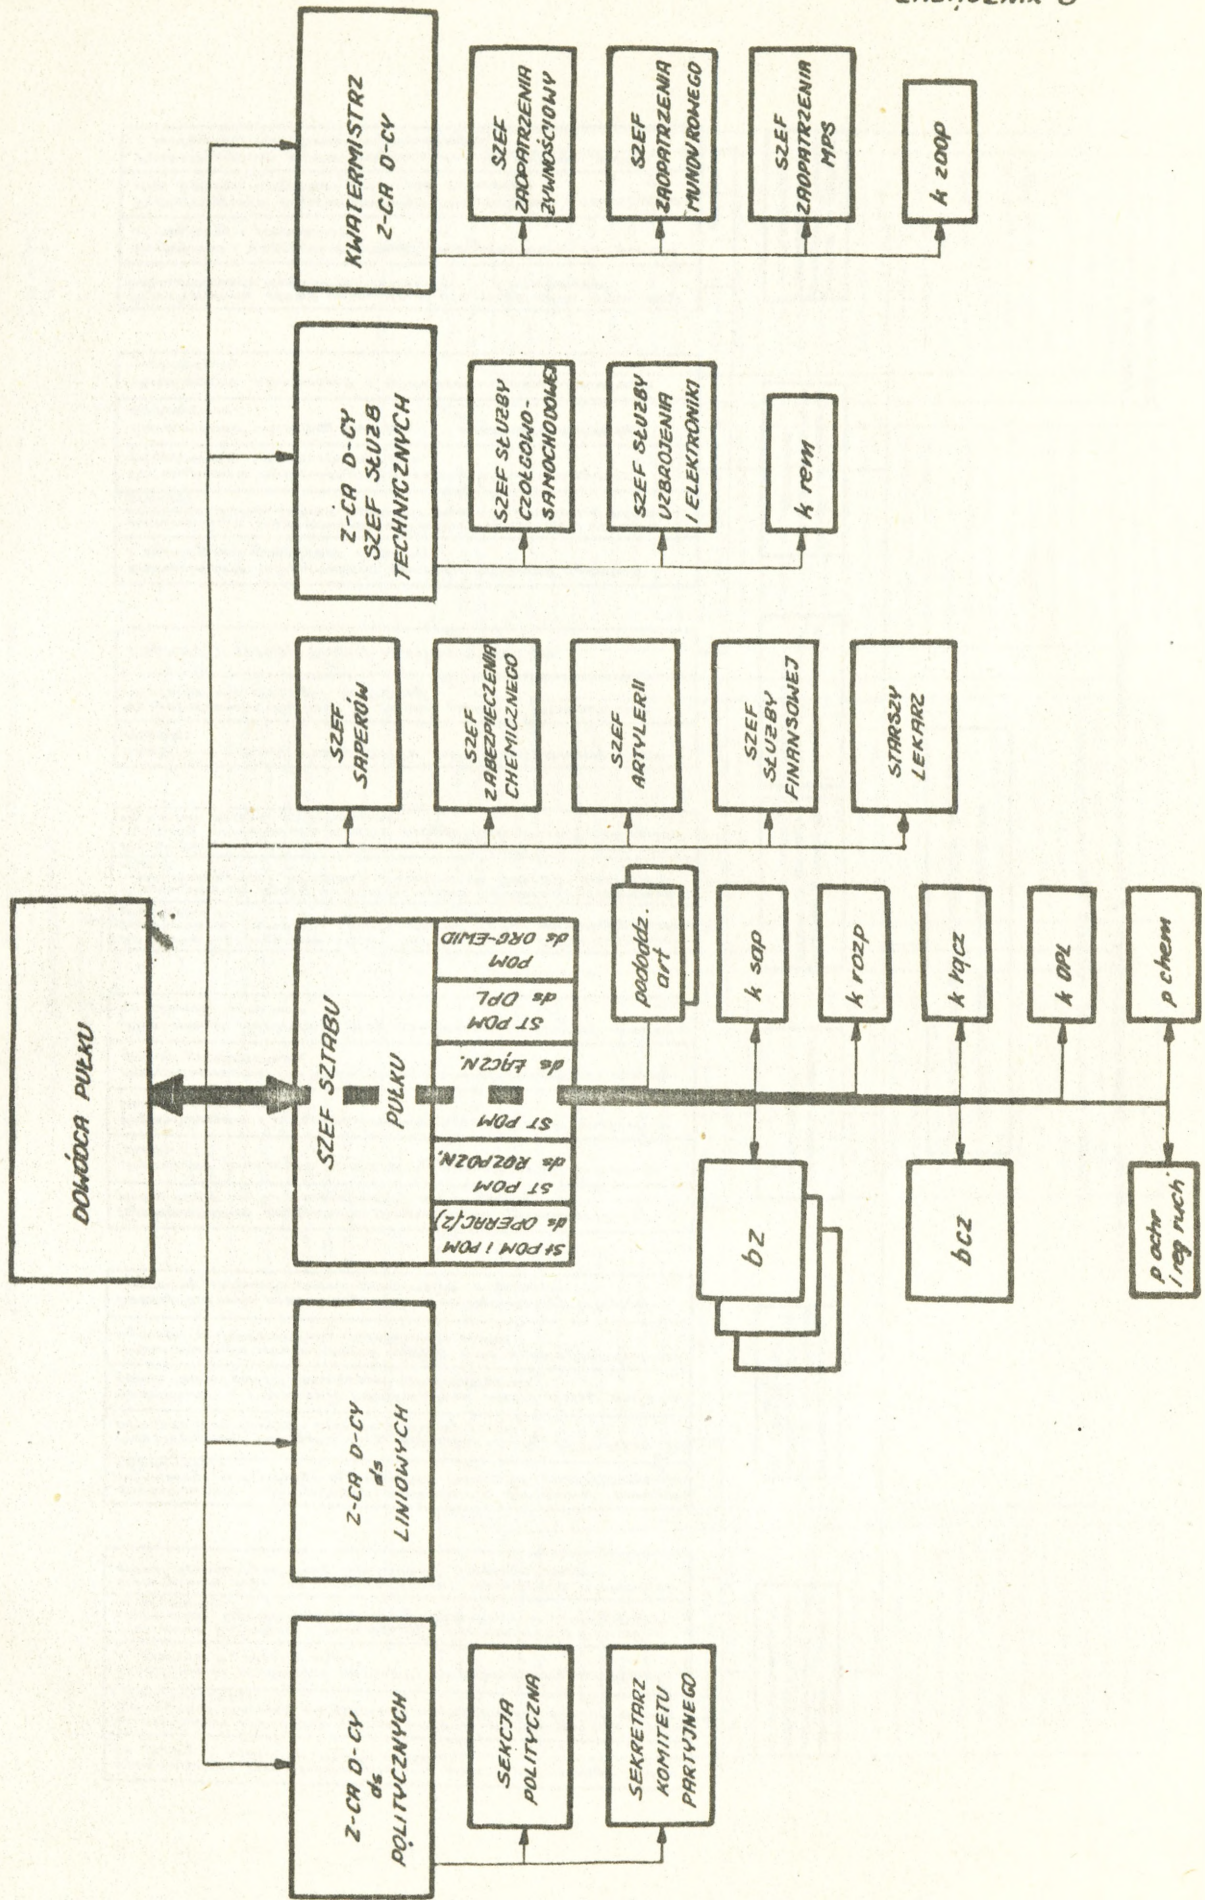 DOWÓDCA PUŁKU
Z-CA D-CY
ds
POLITYCZNYCH
SEKCJA
POLITYCZNA
SEKRETARZ
KOMITETU
PARTYJNEGO
Z-CA D-CY
ds
LINIOWYCH
SZEF SZTABU
PUŁKU
St POM i POM
ds OPERAC(2)
ST POM
ds ROZPOZN.
ST POM
ds ŁĄCZN.
ST POM
ds OPL
POM
ds ORG-EWID
bz
bcz
p ochr
i reg ruch
pododdz.
art
k sap
k rozp
k łącz
k OPL
p chem
SZEF
SAPERÓW
SZEF
ZABEZPIECZENIA
CHEMICZNEGO
SZEF
ARTYLERII
SZEF
SŁUŻBY
FINANSOWEJ
STARSZY
LEKARZ
Z-CA D-CY
SZEF SŁUŻB
TECHNICZNYCH
SZEF SŁUŻBY
CZOŁGOWO-
SAMOCHODOWEJ
SZEF SŁUŻBY
UZBROJENIA
I ELEKTRONIKI
k rem
KWATERMISTRZ
Z-CA D-CY
SZEF
ZAOPATRZENIA
ŻYWNOŚCIOWY
SZEF
ZAOPATRZENIA
MUNDUROWEGO
SZEF
ZAOPATRZENIA
MPS
k zaop